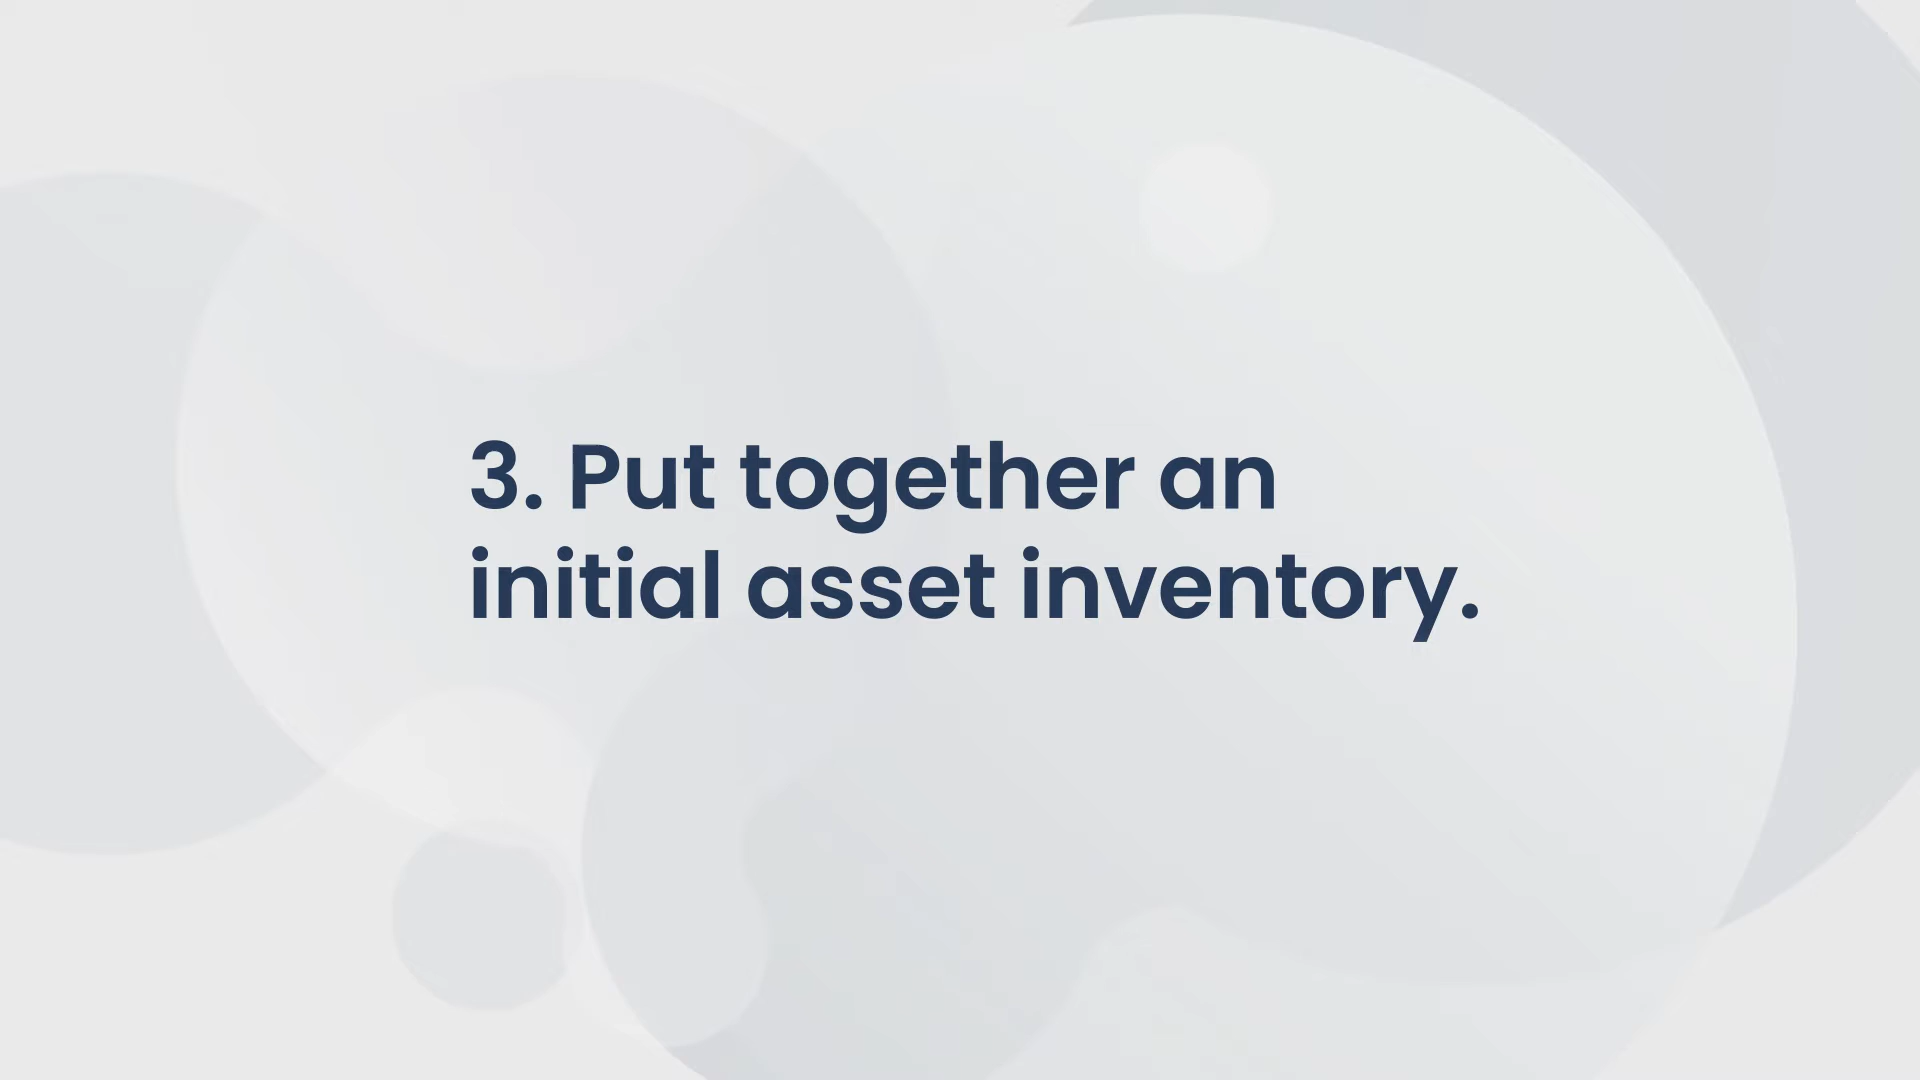 3. Put together an
initial asset inventory.